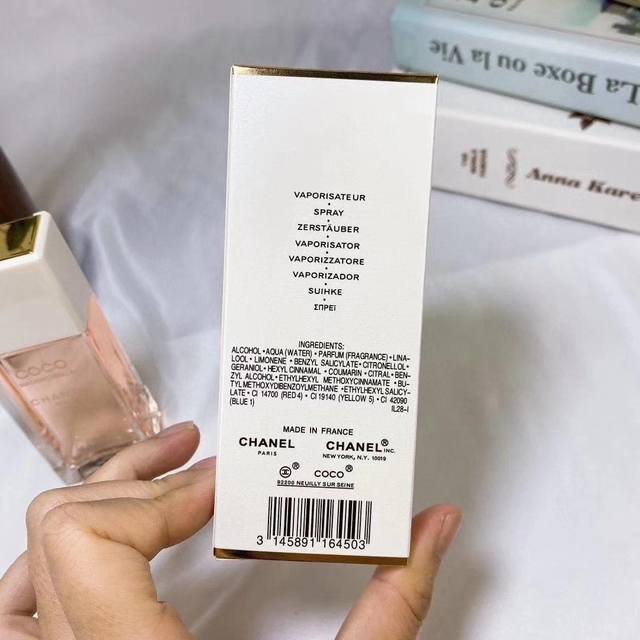 VAPORISATEUR
•
SPRAY
•
ZERSTÄUBER
•
VAPORISATOR
•
VAPORIZZATORE
•
VAPORIZADOR
•
SUIHKE
•
ΣΠΡΕΪ
INGREDIENTS:
ALCOHOL • AQUA (WATER) • PARFUM (FRAGRANCE) • LINA-
LOOL • LIMONENE • BENZYL SALICYLATE • CITRONELLOL •
GERANIOL • HEXYL CINNAMAL • COUMARIN • CITRAL • BEN-
ZYL ALCOHOL • ETHYLHEXYL METHOXYCINNAMATE • BU-
TYL METHOXYDIBENZOYLMETHANE • ETHYLHEXYL SALICY-
LATE • CI 14700 (RED 4) • CI 19140 (YELLOW 5) • CI 42090
(BLUE 1) IL28-I
MADE IN FRANCE
CHANEL CHANEL® INC.
PARIS NEW YORK, N.Y. 10019
® COCO®
92200 NEUILLY SUR SEINE
3 145891 164503
COCO
La Boxe ou la Vie
Anna Kare